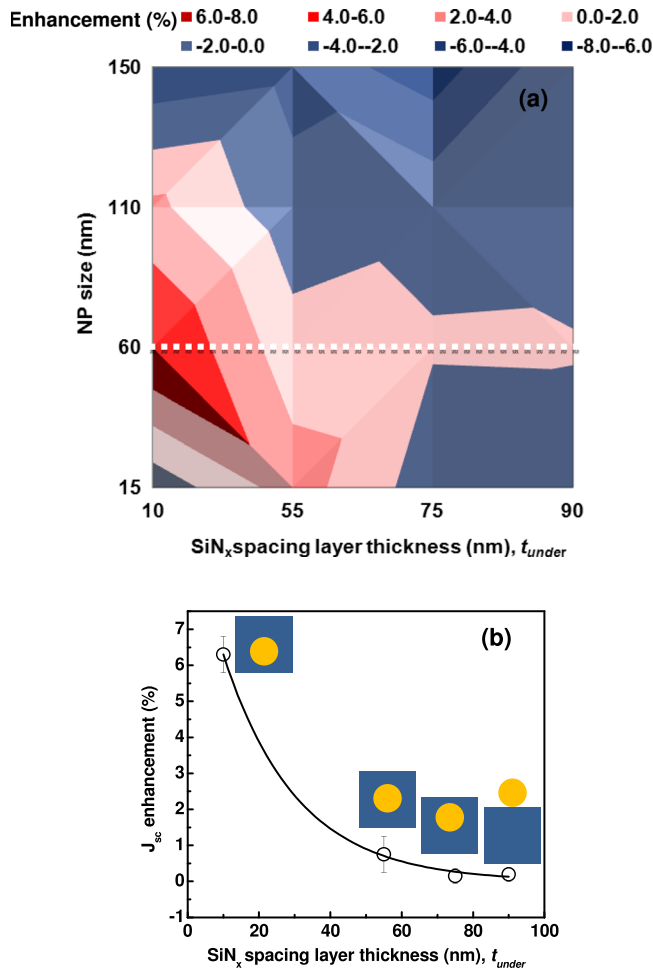 Enhancement (%) 6.0-8.0 4.0-6.0 2.0-4.0 0.0-2.0
-2.0-0.0 -4.0--2.0 -6.0--4.0 -8.0--6.0
(a)
150
110
60
15
NP size (nm)
10 55 75 90
SiNx spacing layer thickness (nm), tunder
(b)
7
6
5
4
3
2
1
0
-1
Jsc enhancement (%)
0 20 40 60 80 100
SiNx spacing layer thickness (nm), tunder